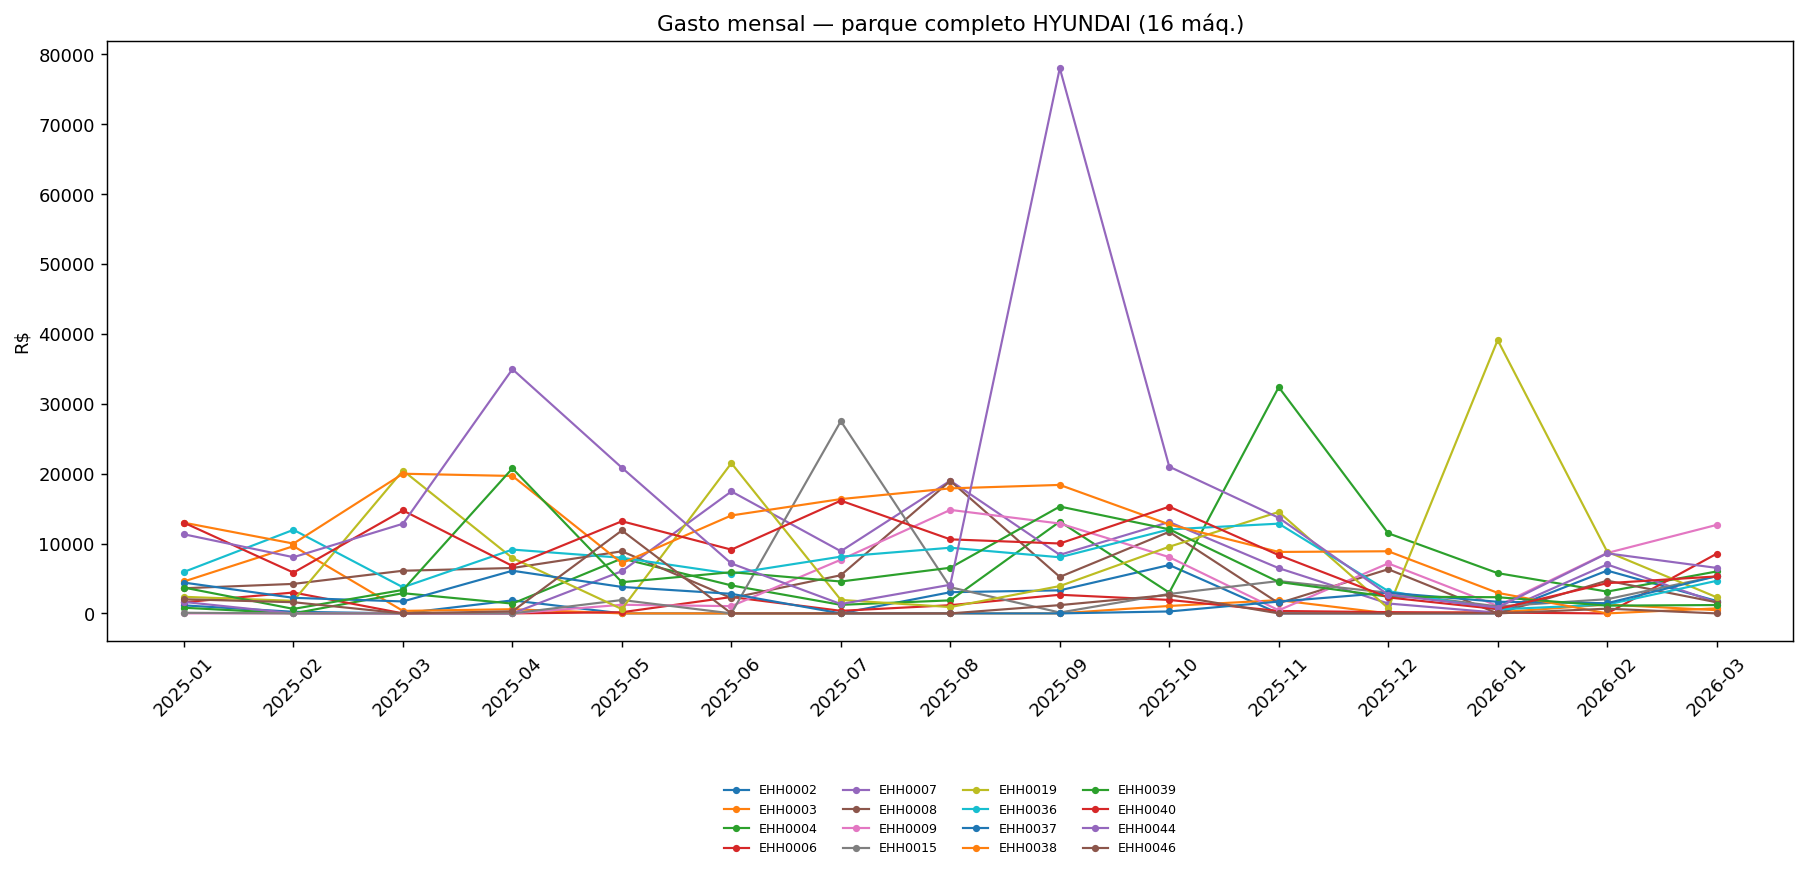 Gasto mensal — parque completo HYUNDAI (16 máq.)
80000
70000
60000
50000
40000
30000
20000
10000
0
R$
2025-01 2025-02 2025-03 2025-04 2025-05 2025-06 2025-07 2025-08 2025-09 2025-10 2025-11 2025-12 2026-01 2026-02 2026-03
EHH0002 EHH0007 EHH0019 EHH0039
EHH0003 EHH0008 EHH0036 EHH0040
EHH0004 EHH0009 EHH0037 EHH0044
EHH0006 EHH0015 EHH0038 EHH0046